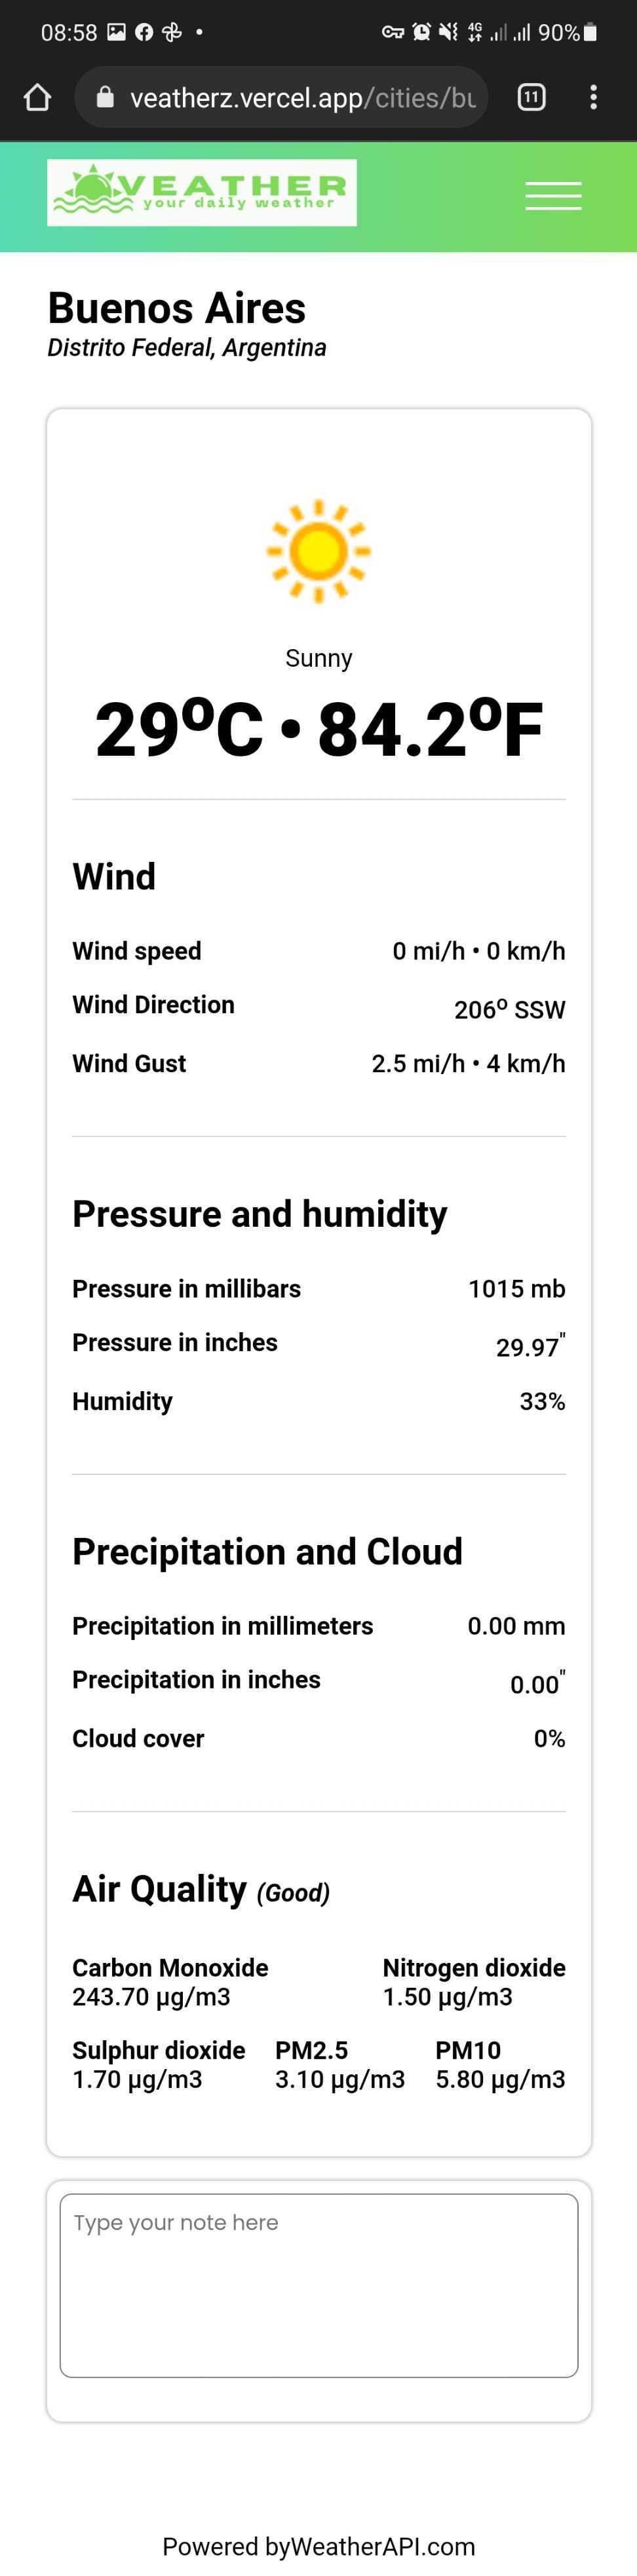 08:58
4G 90%
veatherz.vercel.app/cities/bu
11
VEATHER
your daily weather
Buenos Aires
Distrito Federal, Argentina
Sunny
29ºC • 84.2ºF
Wind
Wind speed 0 mi/h • 0 km/h
Wind Direction 206º SSW
Wind Gust 2.5 mi/h • 4 km/h
Pressure and humidity
Pressure in millibars 1015 mb
Pressure in inches 29.97"
Humidity 33%
Precipitation and Cloud
Precipitation in millimeters 0.00 mm
Precipitation in inches 0.00"
Cloud cover 0%
Air Quality (Good)
Carbon Monoxide Nitrogen dioxide
243.70 µg/m3 1.50 µg/m3
Sulphur dioxide PM2.5 PM10
1.70 µg/m3 3.10 µg/m3 5.80 µg/m3
Type your note here
Powered byWeatherAPI.com